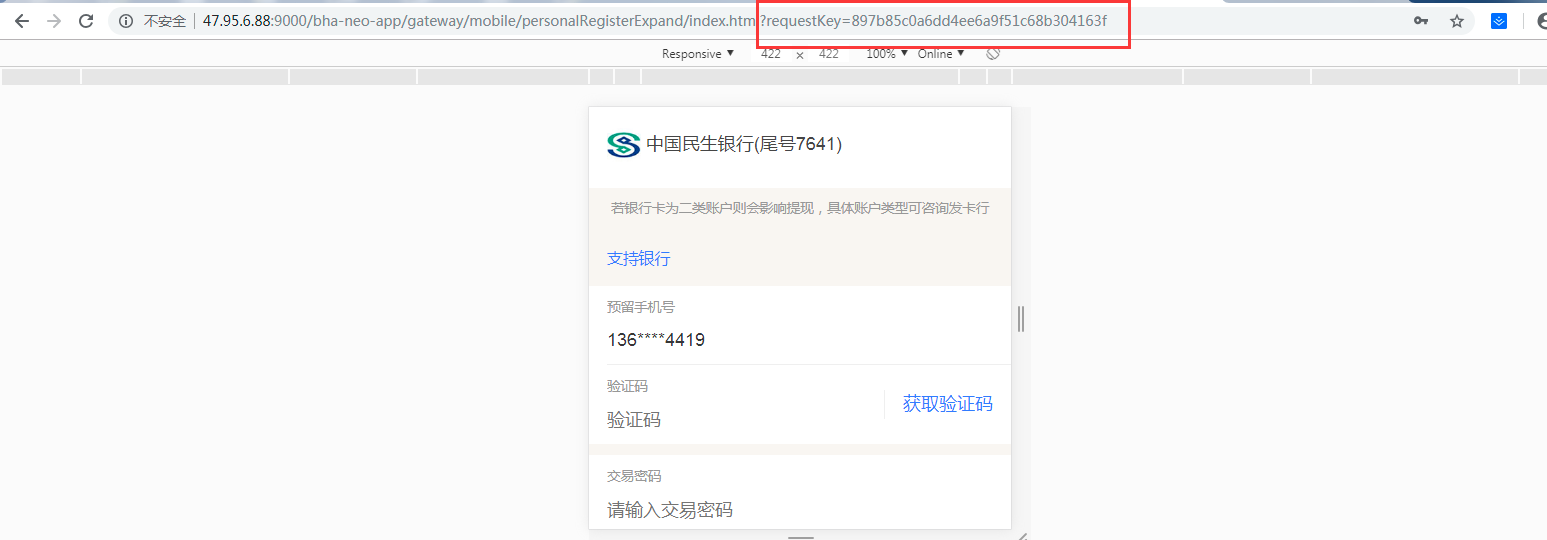 不安全 47.95.6.88:9000/bha-neo-app/gateway/mobile/personalRegisterExpand/index.htm?requestKey=897b85c0a6dd4ee6a9f51c68b304163f
Responsive 422 x 422 100% Online
中国民生银行(尾号7641)
若银行卡为二类账户则会影响提现，具体账户类型可咨询发卡行
支持银行
预留手机号
136****4419
验证码
验证码 获取验证码
交易密码
请输入交易密码